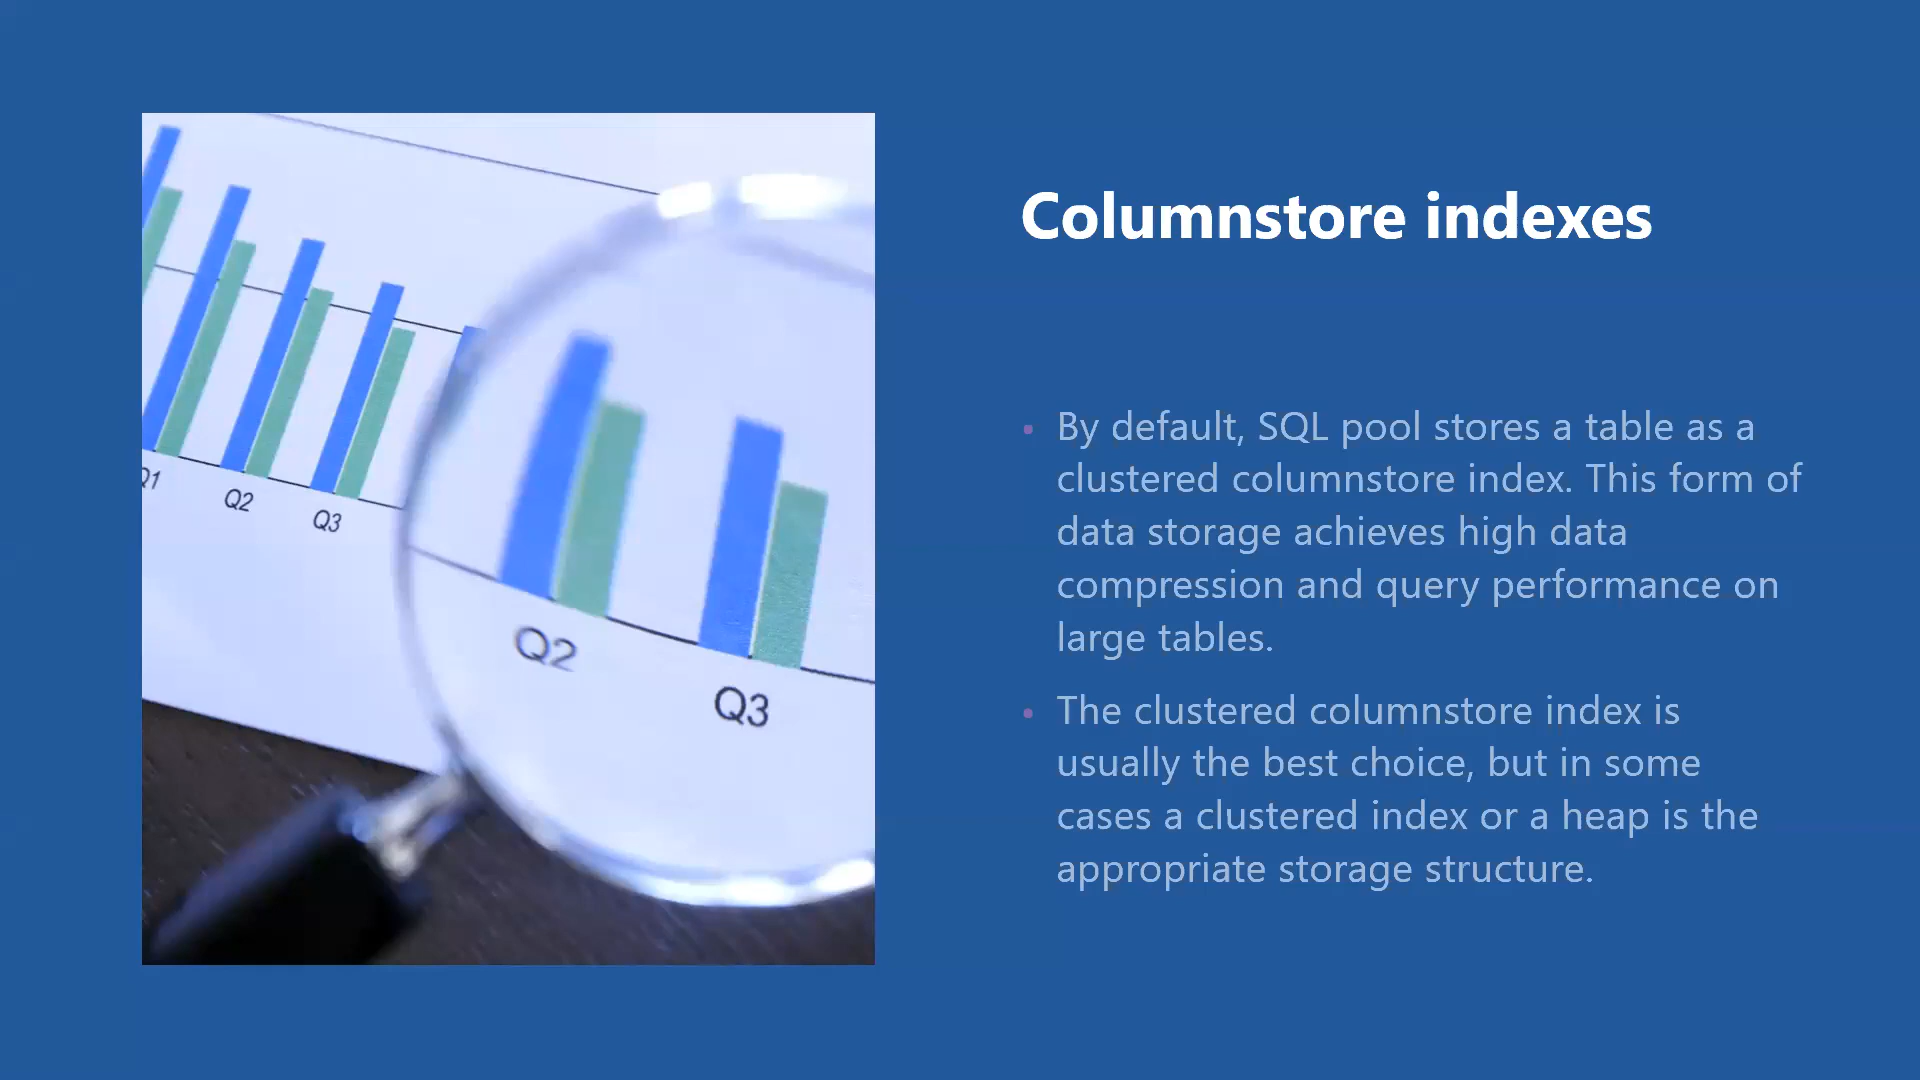 Columnstore indexes
• By default, SQL pool stores a table as a
clustered columnstore index. This form of
data storage achieves high data
compression and query performance on
large tables.
• The clustered columnstore index is
usually the best choice, but in some
cases a clustered index or a heap is the
appropriate storage structure.
Q1
Q2
Q3
Q2
Q3